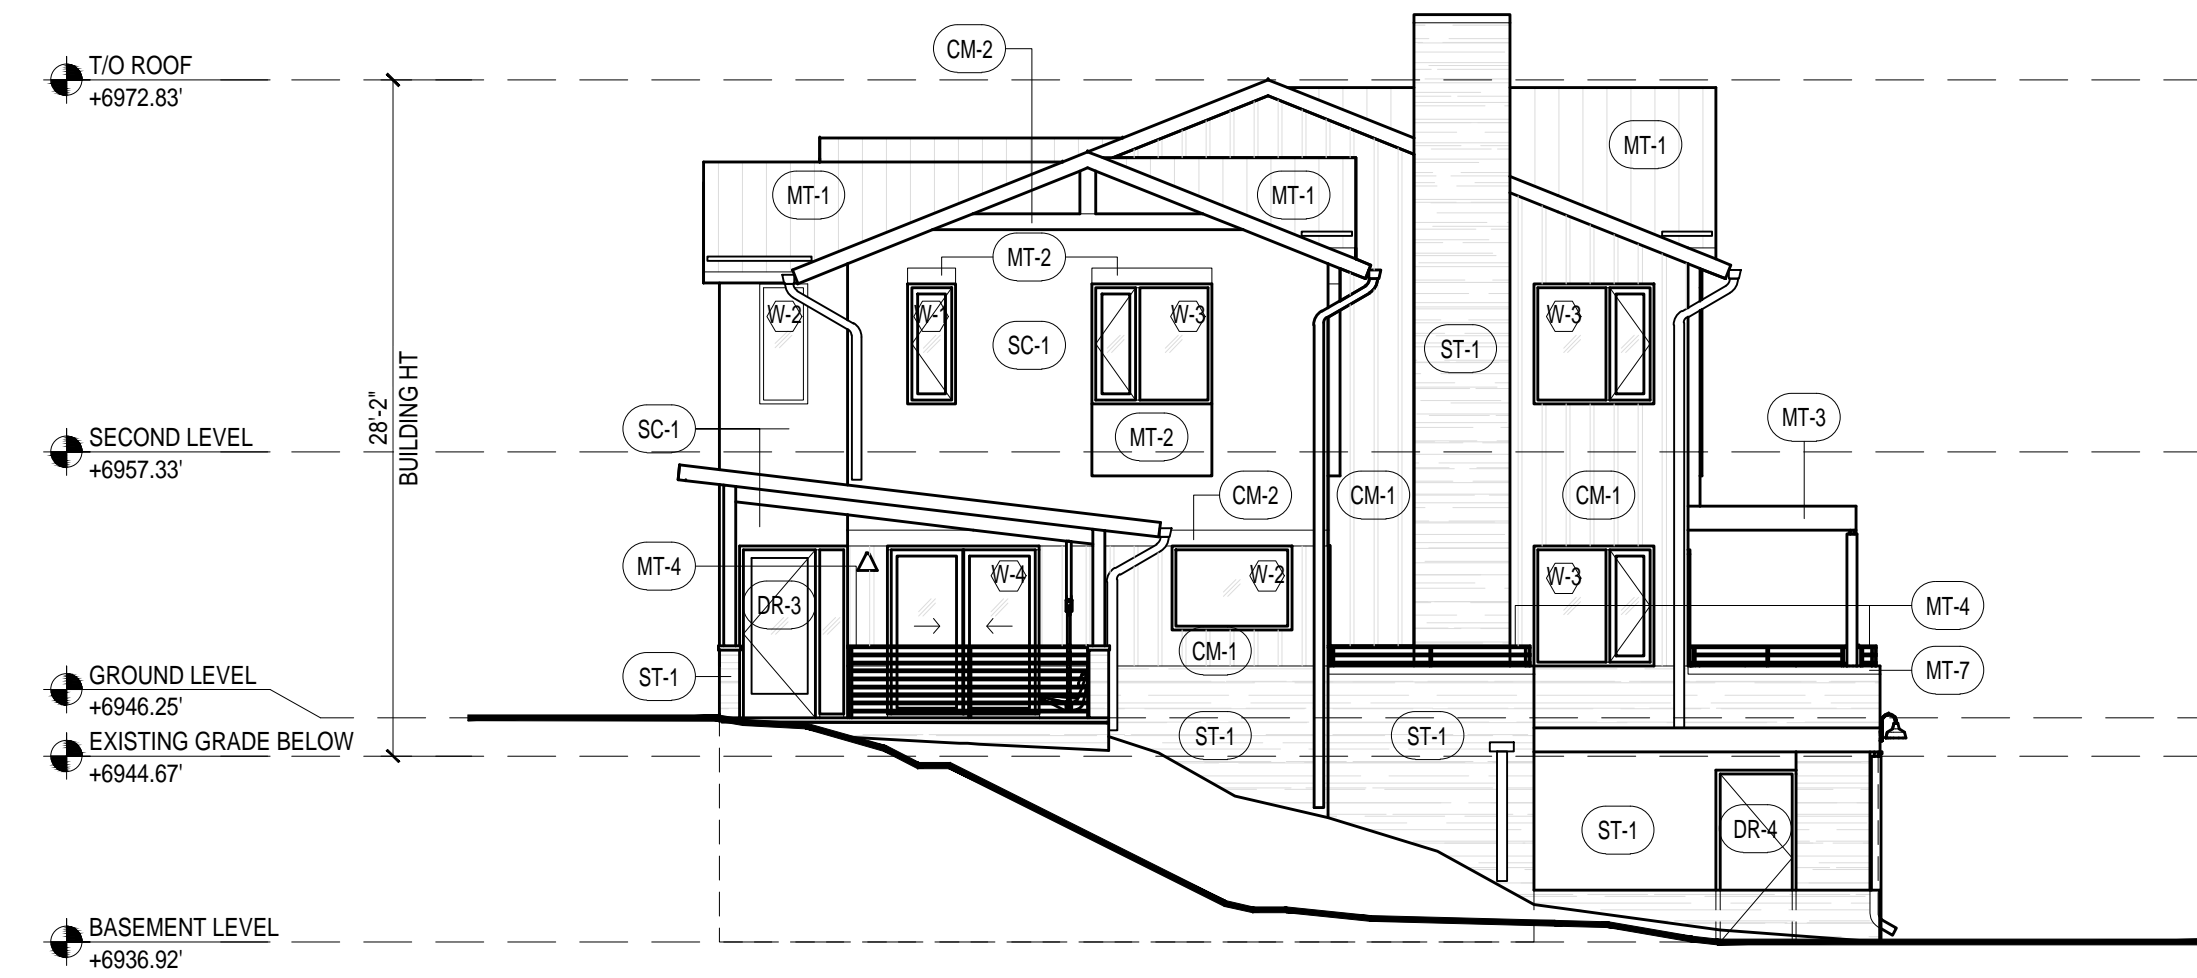 CM-2
T/O ROOF
+6972.83'
MT-1
MT-1
MT-1
MT-2
W-2
W-1
W-3
W-3
SC-1
ST-1
28'-2"
BUILDING HT
MT-3
SC-1
MT-2
SECOND LEVEL
+6957.33'
CM-2
CM-1
CM-1
MT-4
W-4
W-2
W-3
DR-3
MT-4
CM-1
GROUND LEVEL
+6946.25'
ST-1
MT-7
ST-1
ST-1
EXISTING GRADE BELOW
+6944.67'
ST-1
DR-4
BASEMENT LEVEL
+6936.92'